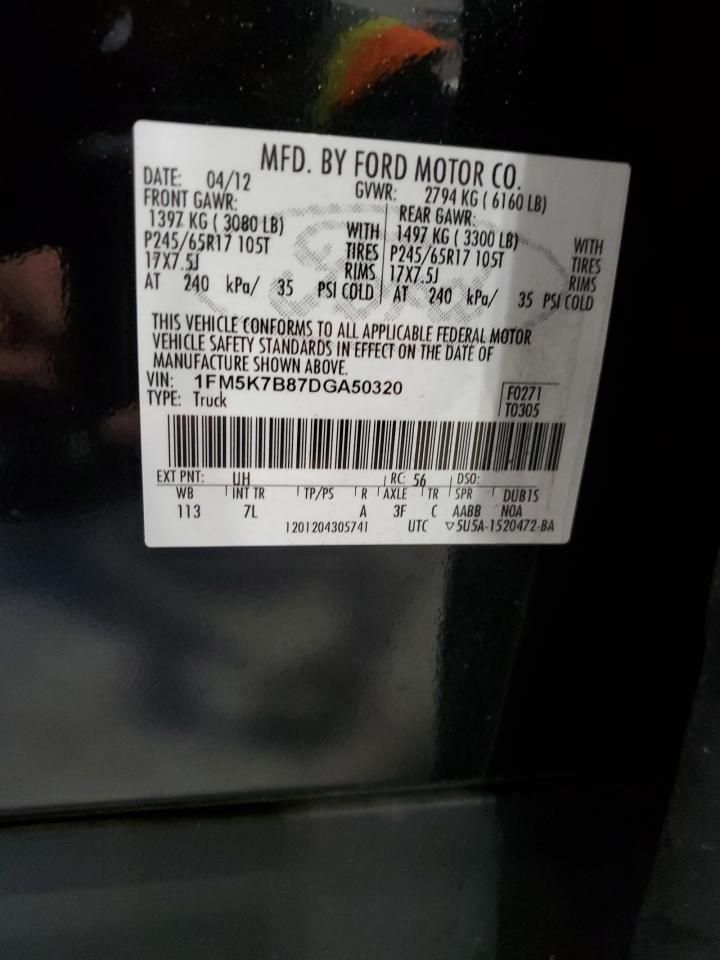 MFD. BY FORD MOTOR CO.
DATE: 04/12 GVWR: 2794 KG ( 6160 LB)
FRONT GAWR: REAR GAWR:
1397 KG ( 3080 LB) WITH 1497 KG ( 3300 LB) WITH
P245/65R17 105T TIRES P245/65R17 105T TIRES
17X7.5J RIMS 17X7.5J RIMS
AT 240 kPa/ 35 PSI COLD AT 240 kPa/ 35 PSI COLD
THIS VEHICLE CONFORMS TO ALL APPLICABLE FEDERAL MOTOR
VEHICLE SAFETY STANDARDS IN EFFECT ON THE DATE OF
MANUFACTURE SHOWN ABOVE.
VIN: 1FM5K7B87DGA50320 F0271
TYPE: Truck T0305
EXT PNT: UH RC: 56 DSO:
WB INT TR TP/PS R AXLE TR SPR DUB1S
113 7L A 3F C AABB NOA
1201204305741 UTC ▽5U5A-1520472-BA